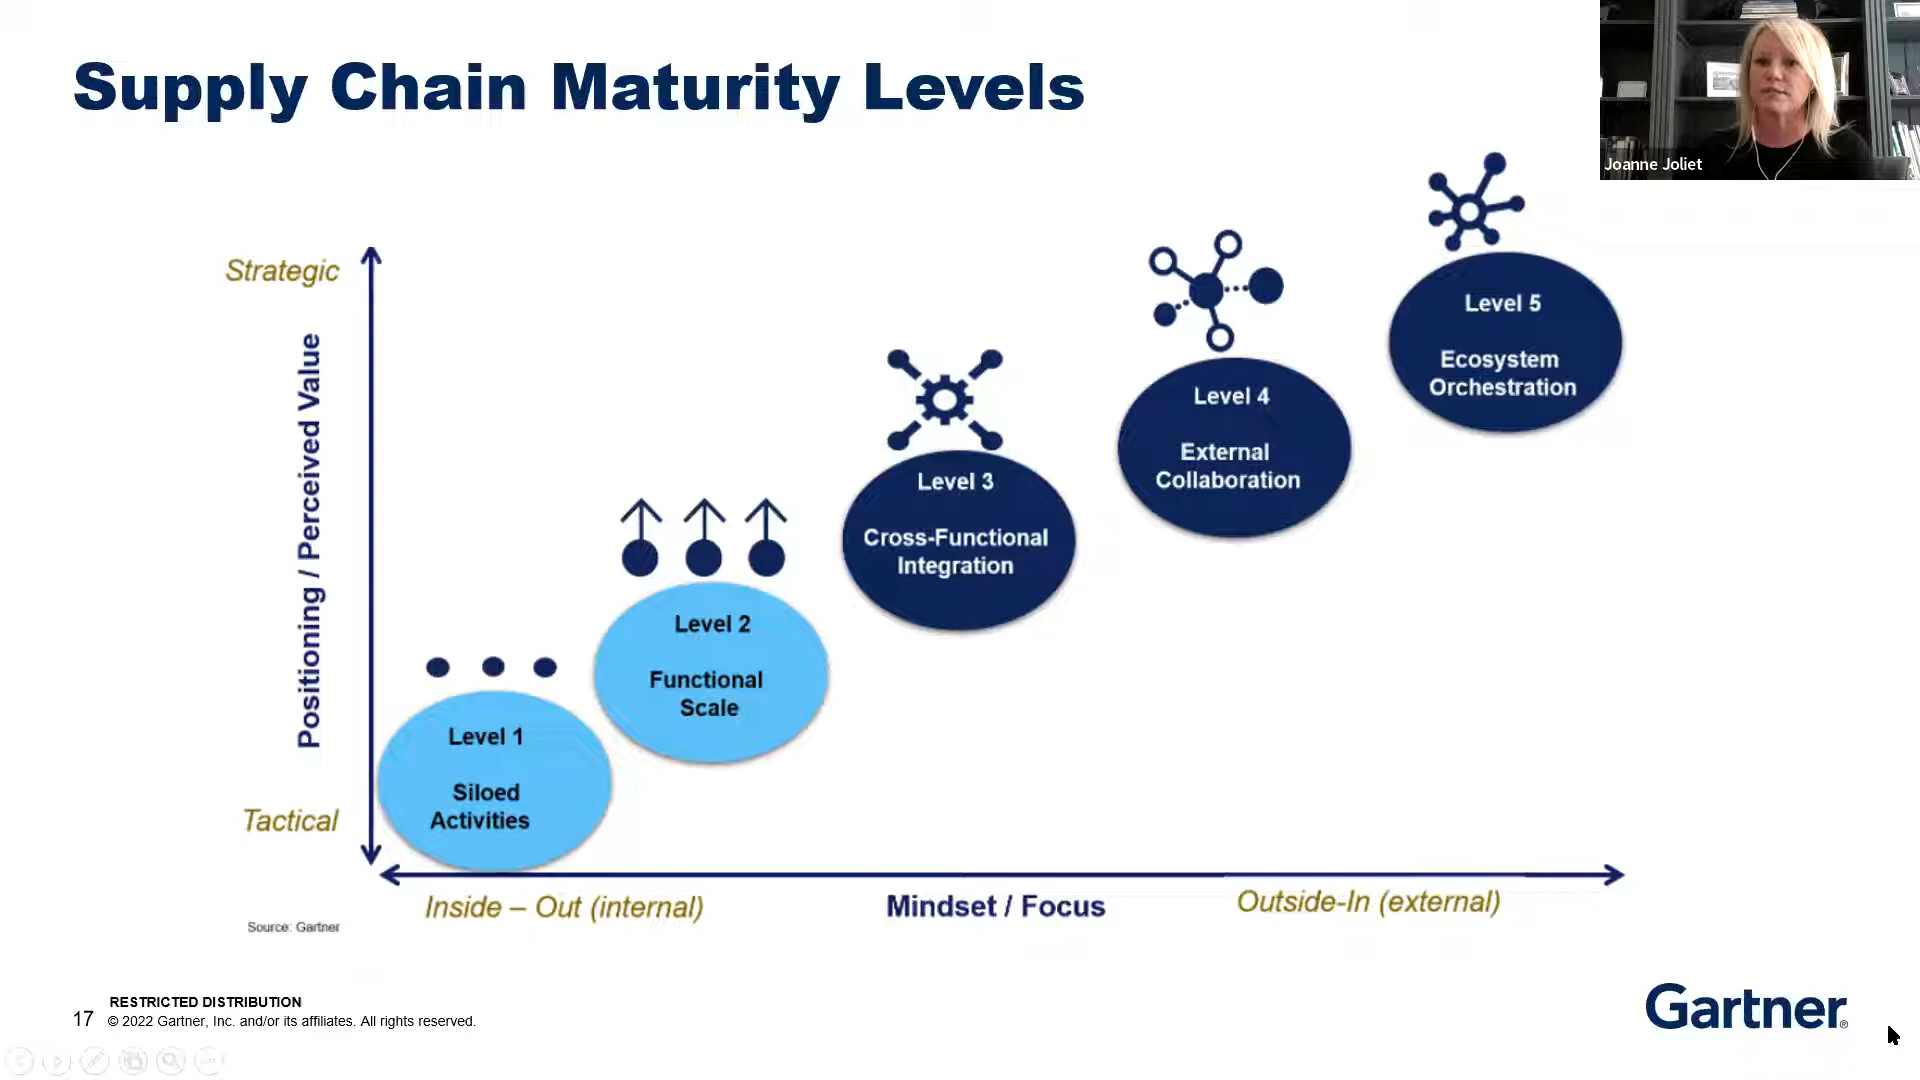 Supply Chain Maturity Levels
Joanne Joliet
Strategic
Positioning / Perceived Value
Tactical
Level 1
Siloed
Activities
Level 2
Functional
Scale
Level 3
Cross-Functional
Integration
Level 4
External
Collaboration
Level 5
Ecosystem
Orchestration
Inside – Out (internal)
Mindset / Focus
Outside-In (external)
Source: Gartner
RESTRICTED DISTRIBUTION
17 © 2022 Gartner, Inc. and/or its affiliates. All rights reserved.
Gartner®